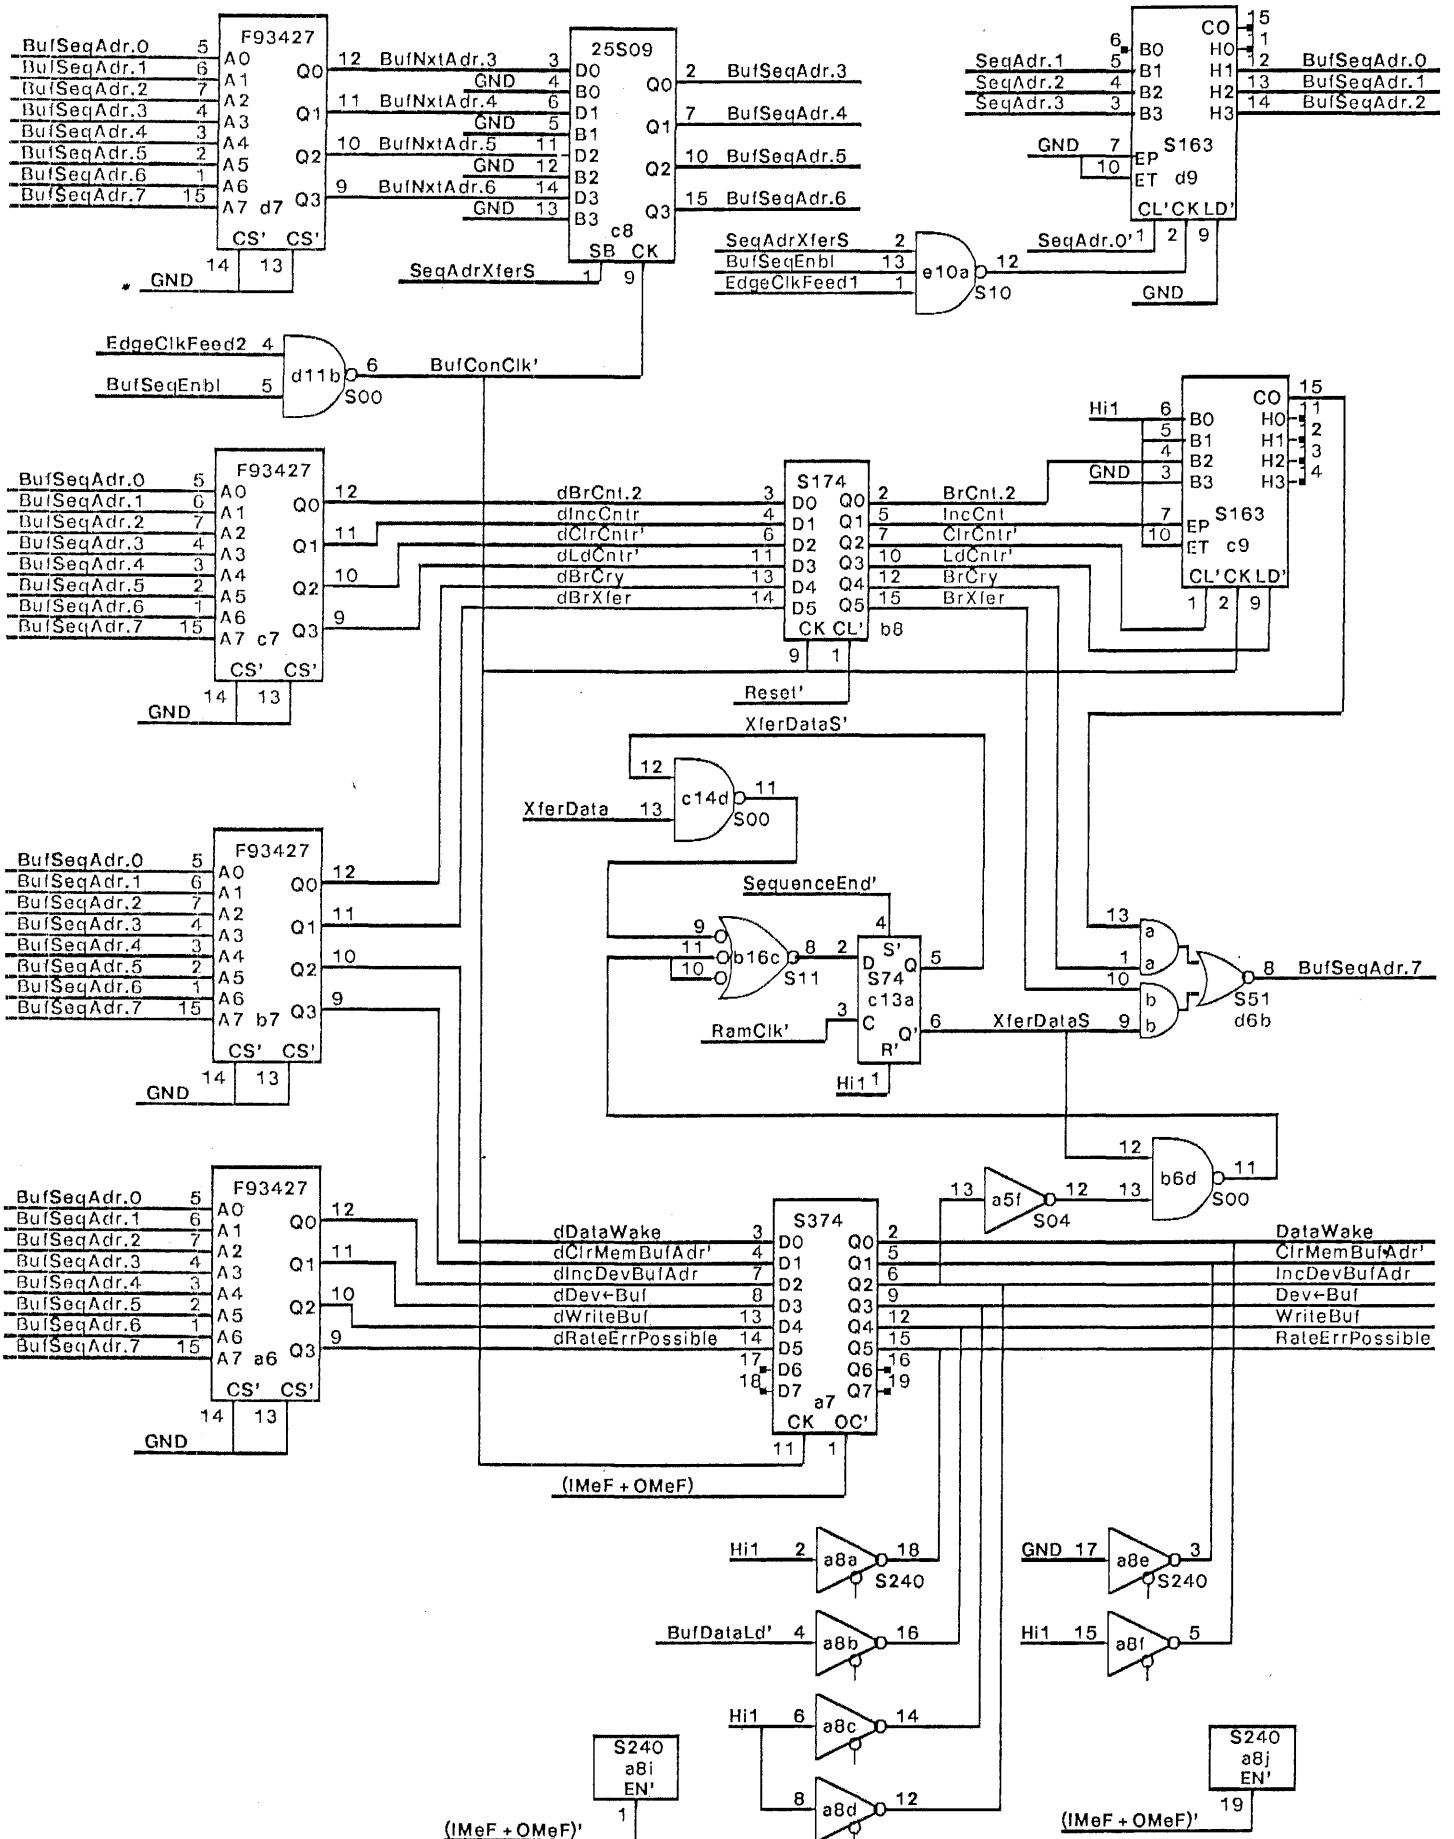 F93427
BufSeqAdr.0 5 A0
BufSeqAdr.1 6 A1
BufSeqAdr.2 7 A2
BufSeqAdr.3 4 A3
BufSeqAdr.4 3 A4
BufSeqAdr.5 2 A5
BufSeqAdr.6 1 A6
BufSeqAdr.7 15 A7 d7
Q0 12 BufNxtAdr.3 3 D0
GND 4 B0
Q1 11 BufNxtAdr.4 6 D1
GND 5 B1
Q2 10 BufNxtAdr.5 11 D2
GND 12 B2
Q3 9 BufNxtAdr.6 14 D3
GND 13 B3
CS' CS'
14 13
GND
25S09
Q0 2 BufSeqAdr.3
Q1 7 BufSeqAdr.4
Q2 10 BufSeqAdr.5
Q3 15 BufSeqAdr.6
c8
SB CK
SeqAdrXferS 1 9
CO 15
6 B0 H0 1
SeqAdr.1 5 B1 H1 12 BufSeqAdr.0
SeqAdr.2 4 B2 H2 13 BufSeqAdr.1
SeqAdr.3 3 B3 H3 14 BufSeqAdr.2
GND 7 EP S163
10 ET d9
CL' CK LD'
SeqAdr.0' 1 2 9
GND
SeqAdrXferS 2
BufSeqEnbl 13 e10a 12
EdgeClkFeed1 1 S10
EdgeClkFeed2 4
d11b 6 BufConClk'
BufSeqEnbl 5 S00
F93427
BufSeqAdr.0 5 A0
BufSeqAdr.1 6 A1
BufSeqAdr.2 7 A2
BufSeqAdr.3 4 A3
BufSeqAdr.4 3 A4
BufSeqAdr.5 2 A5
BufSeqAdr.6 1 A6
BufSeqAdr.7 15 A7 c7
Q0 12
Q1 11
Q2 10
Q3 9
CS' CS'
14 13
GND
S174
dBrCnt.2 3 D0 Q0 2 BrCnt.2
dIncCntr 4 D1 Q1 5 IncCnt
dClrCntr' 6 D2 Q2 7 ClrCntr'
dLdCntr' 11 D3 Q3 10 LdCntr'
dBrCry 13 D4 Q4 12 BrCry
dBrXfer 14 D5 Q5 15 BrXfer
CK CL' b8
9 1
Reset'
CO 15
Hi1 6 B0 H0 11
5 B1 H1 12
4 B2 H2 13
GND 3 B3 H3 14
7 EP S163
10 ET c9
CL' CK LD'
1 2 9
XferDataS'
12
c14d 11
XferData 13 S00
SequenceEnd'
4
9
11 b16c 8 2 D S' Q 5
10 S11 S74
c13a
RamClk' 3 C Q' 6 XferDataS
R'
Hi1 1
13 a
1 a
10 b
9 b
8 BufSeqAdr.7
S51
d6b
F93427
BufSeqAdr.0 5 A0
BufSeqAdr.1 6 A1
BufSeqAdr.2 7 A2
BufSeqAdr.3 4 A3
BufSeqAdr.4 3 A4
BufSeqAdr.5 2 A5
BufSeqAdr.6 1 A6
BufSeqAdr.7 15 A7 b7
Q0 12
Q1 11
Q2 10
Q3 9
CS' CS'
14 13
GND
12
13 a5f 12 13 b6d 11
S04 S00
F93427
BufSeqAdr.0 5 A0
BufSeqAdr.1 6 A1
BufSeqAdr.2 7 A2
BufSeqAdr.3 4 A3
BufSeqAdr.4 3 A4
BufSeqAdr.5 2 A5
BufSeqAdr.6 1 A6
BufSeqAdr.7 15 A7 a6
Q0 12
Q1 11
Q2 10
Q3 9
CS' CS'
14 13
GND
S374
dDataWake 3 D0 Q0 2 DataWake
dClrMemBufAdr' 4 D1 Q1 5 ClrMemBufAdr'
dIncDevBufAdr 7 D2 Q2 6 IncDevBufAdr
dDev←Buf 8 D3 Q3 9 Dev←Buf
dWriteBuf 13 D4 Q4 12 WriteBuf
dRateErrPossible 14 D5 Q5 15 RateErrPossible
17 D6 Q6 16
18 D7 Q7 19
a7
CK OC'
11 1
(IMeF + OMeF)
Hi1 2 a8a 18
S240
GND 17 a8e 3
S240
BufDataLd' 4 a8b 16
Hi1 15 a8f 5
Hi1 6 a8c 14
8 a8d 12
S240
a8i
EN'
1
(IMeF + OMeF)'
S240
a8j
EN'
19
(IMeF + OMeF)'